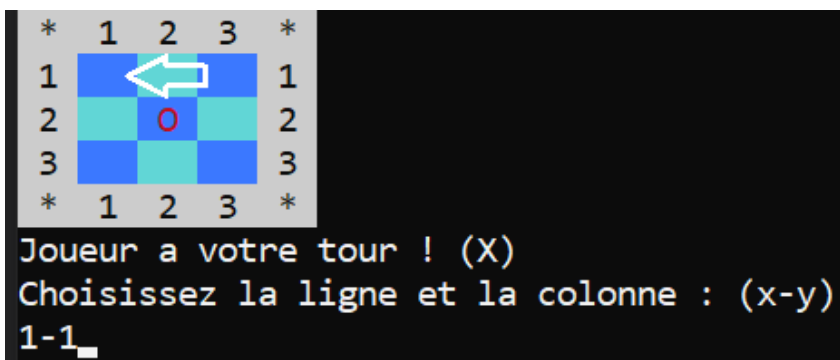 * 1 2 3 *
1 1
2 O 2
3 3
* 1 2 3 *
Joueur a votre tour ! (X)
Choisissez la ligne et la colonne : (x-y)
1-1_